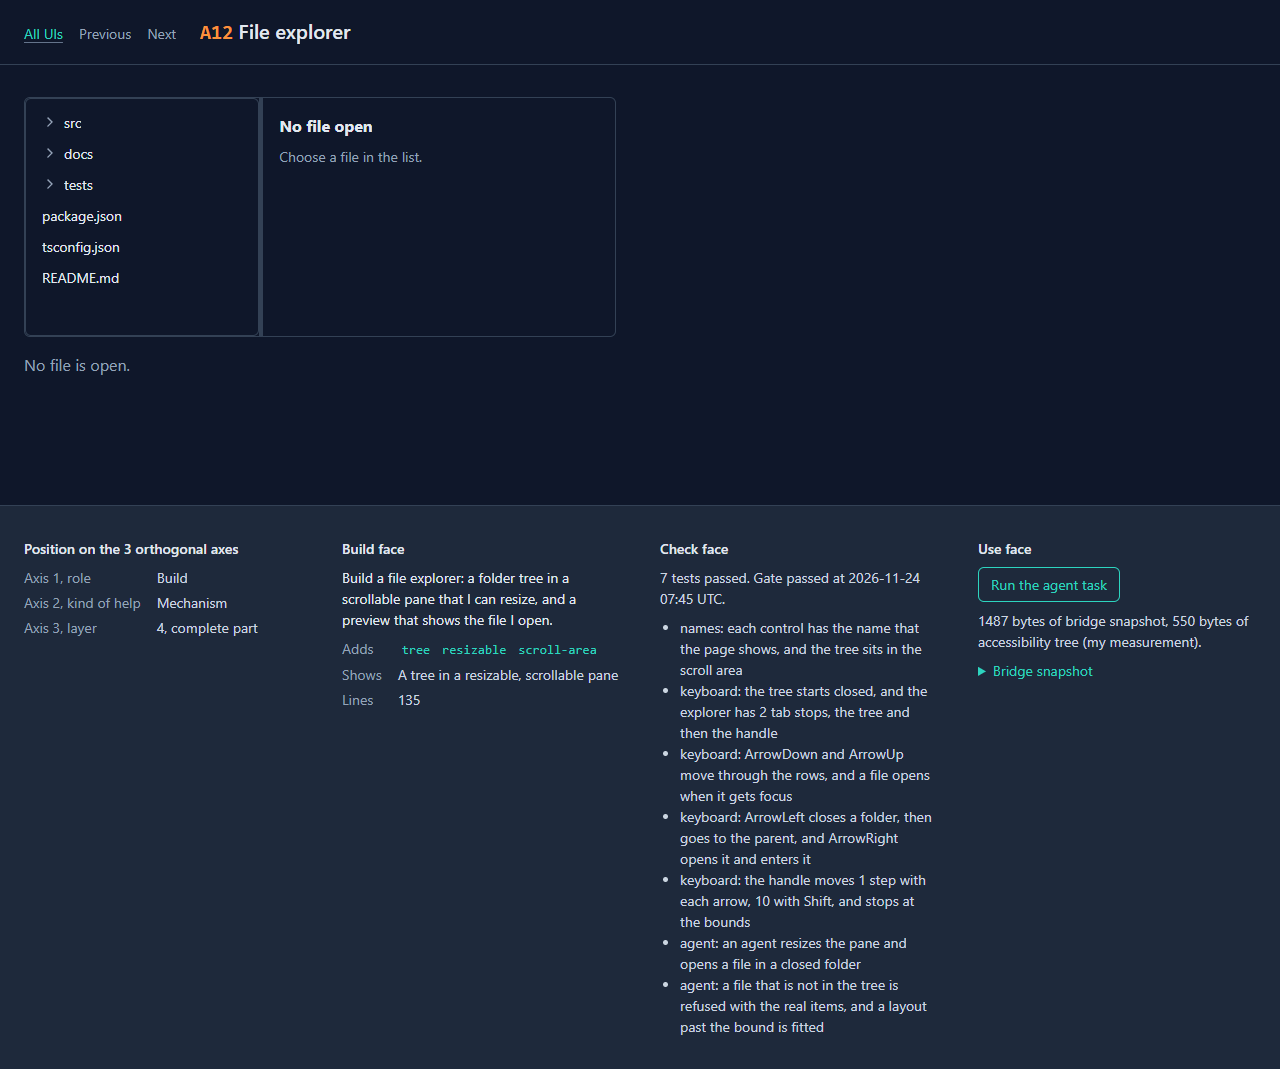 All UIs Previous Next A12 File explorer
src
docs
tests
package.json
tsconfig.json
README.md
No file open
Choose a file in the list.
No file is open.
Position on the 3 orthogonal axes
Axis 1, role Build
Axis 2, kind of help Mechanism
Axis 3, layer 4, complete part
Build face
Build a file explorer: a folder tree in a
scrollable pane that I can resize, and a
preview that shows the file I open.
Adds tree resizable scroll-area
Shows A tree in a resizable, scrollable pane
Lines 135
Check face
7 tests passed. Gate passed at 2026-11-24
07:45 UTC.
names: each control has the name that
the page shows, and the tree sits in the
scroll area
keyboard: the tree starts closed, and the
explorer has 2 tab stops, the tree and
then the handle
keyboard: ArrowDown and ArrowUp
move through the rows, and a file opens
when it gets focus
keyboard: ArrowLeft closes a folder, then
goes to the parent, and ArrowRight
opens it and enters it
keyboard: the handle moves 1 step with
each arrow, 10 with Shift, and stops at
the bounds
agent: an agent resizes the pane and
opens a file in a closed folder
agent: a file that is not in the tree is
refused with the real items, and a layout
past the bound is fitted
Use face
Run the agent task
1487 bytes of bridge snapshot, 550 bytes of
accessibility tree (my measurement).
Bridge snapshot